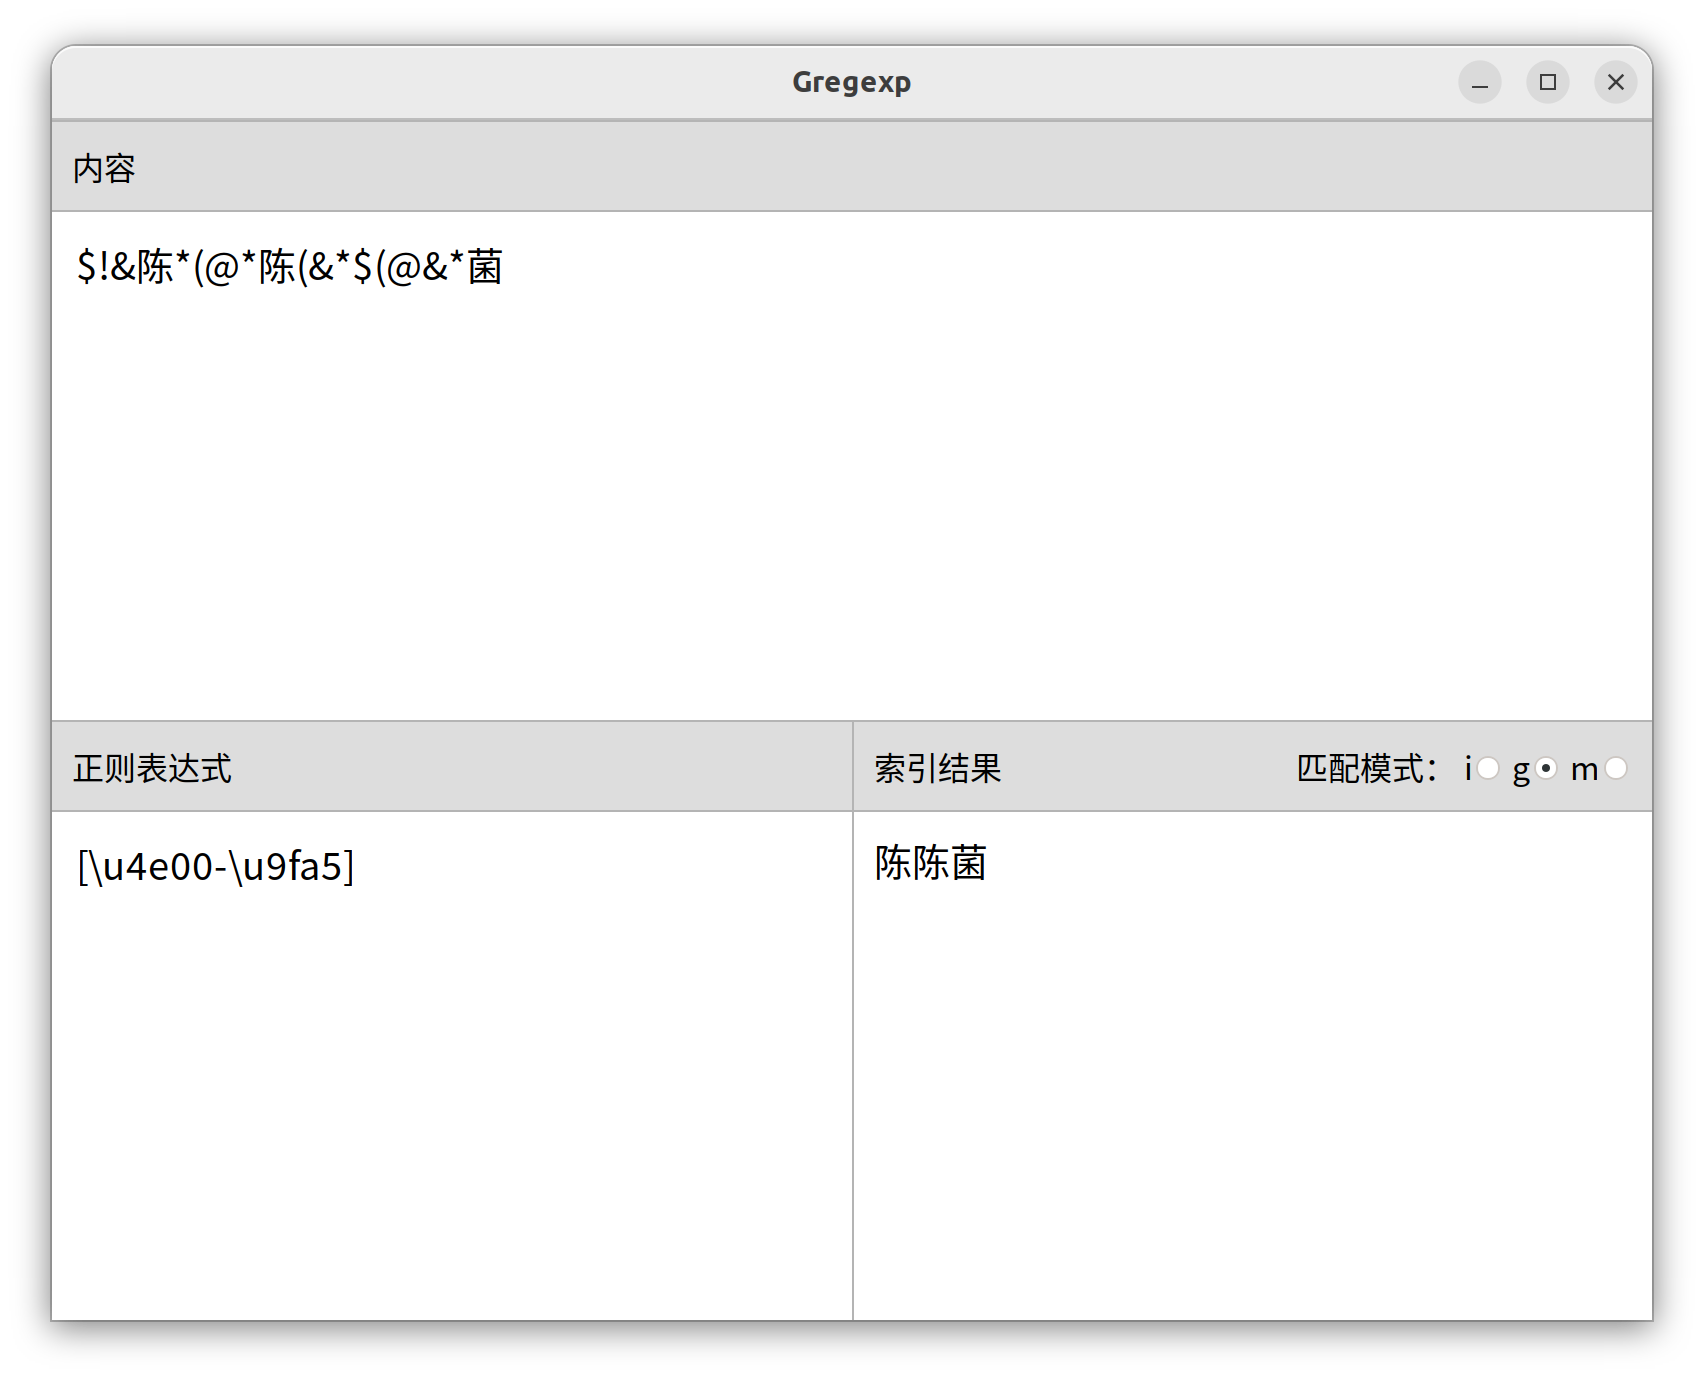 Gregexp
内容
$!&陈*(@*陈(&*$(@&*菌
正则表达式
索引结果 匹配模式： i g m
[\u4e00-\u9fa5]
陈陈菌